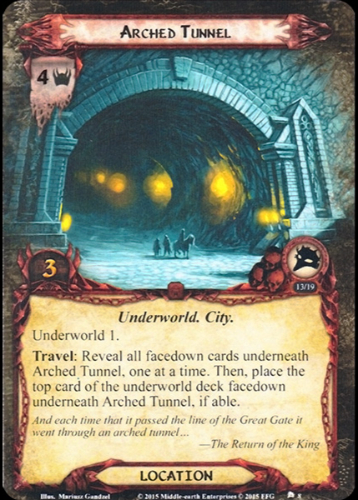 ARCHED TUNNEL
4
3
13/19
Underworld. City.
Underworld 1.
Travel: Reveal all facedown cards underneath
Arched Tunnel, one at a time. Then, place the
top card of the underworld deck facedown
underneath Arched Tunnel, if able.
And each time that it passed the line of the Great Gate it
went through an arched tunnel…
—The Return of the King
LOCATION
Illus. Mariusz Gandzel
© 2015 Middle-earth Enterprises © 2015 FFG
8